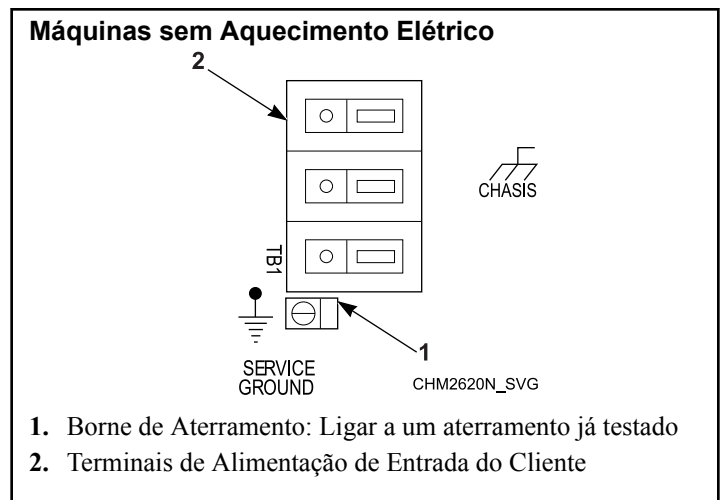 Máquinas sem Aquecimento Elétrico
2
CHASIS
TB1
1
SERVICE
GROUND
CHM2620N_SVG
1. Borne de Aterramento: Ligar a um aterramento já testado
2. Terminais de Alimentação de Entrada do Cliente